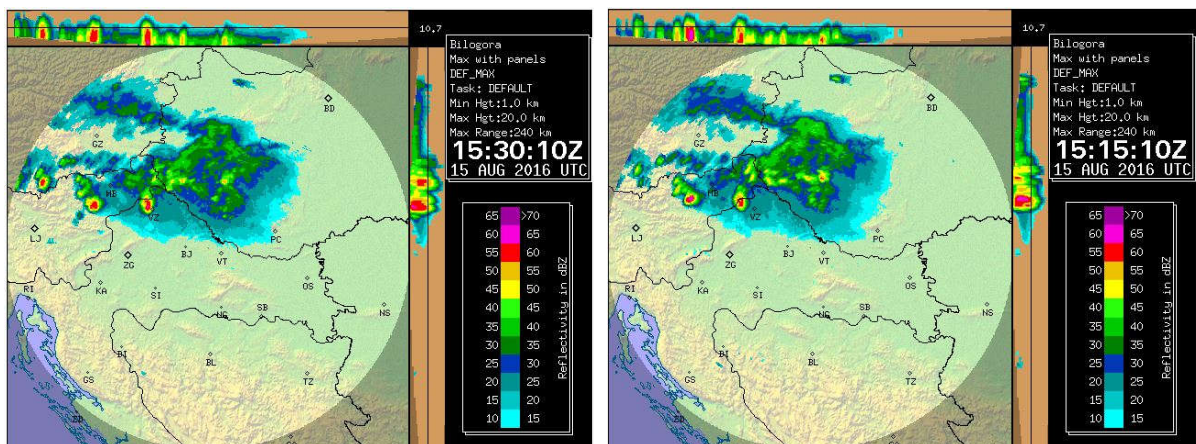 10.7
Bilogora
Max with panels
DEF_MAX
Task: DEFAULT
Min Hgt:1.0 km
Max Hgt:20.0 km
Max Range:240 km
15:30:10Z
15 AUG 2016 UTC
65 >70
60 65
55 60
50 55
45 50
40 45
35 40
30 35
25 30
20 25
15 20
10 15
Reflectivity in dBZ
BD
GZ
MB
VZ
LJ
PC
ZG
BJ
VT
RI
KA
SI
OS
NG
SB
NS
BI
BL
GS
TZ
ZD
10.7
Bilogora
Max with panels
DEF_MAX
Task: DEFAULT
Min Hgt:1.0 km
Max Hgt:20.0 km
Max Range:240 km
15:15:10Z
15 AUG 2016 UTC
65 >70
60 65
55 60
50 55
45 50
40 45
35 40
30 35
25 30
20 25
15 20
10 15
Reflectivity in dBZ
BD
GZ
MB
VZ
LJ
PC
ZG
BJ
VT
RI
KA
SI
OS
NG
SB
NS
BI
BL
GS
TZ
ZD